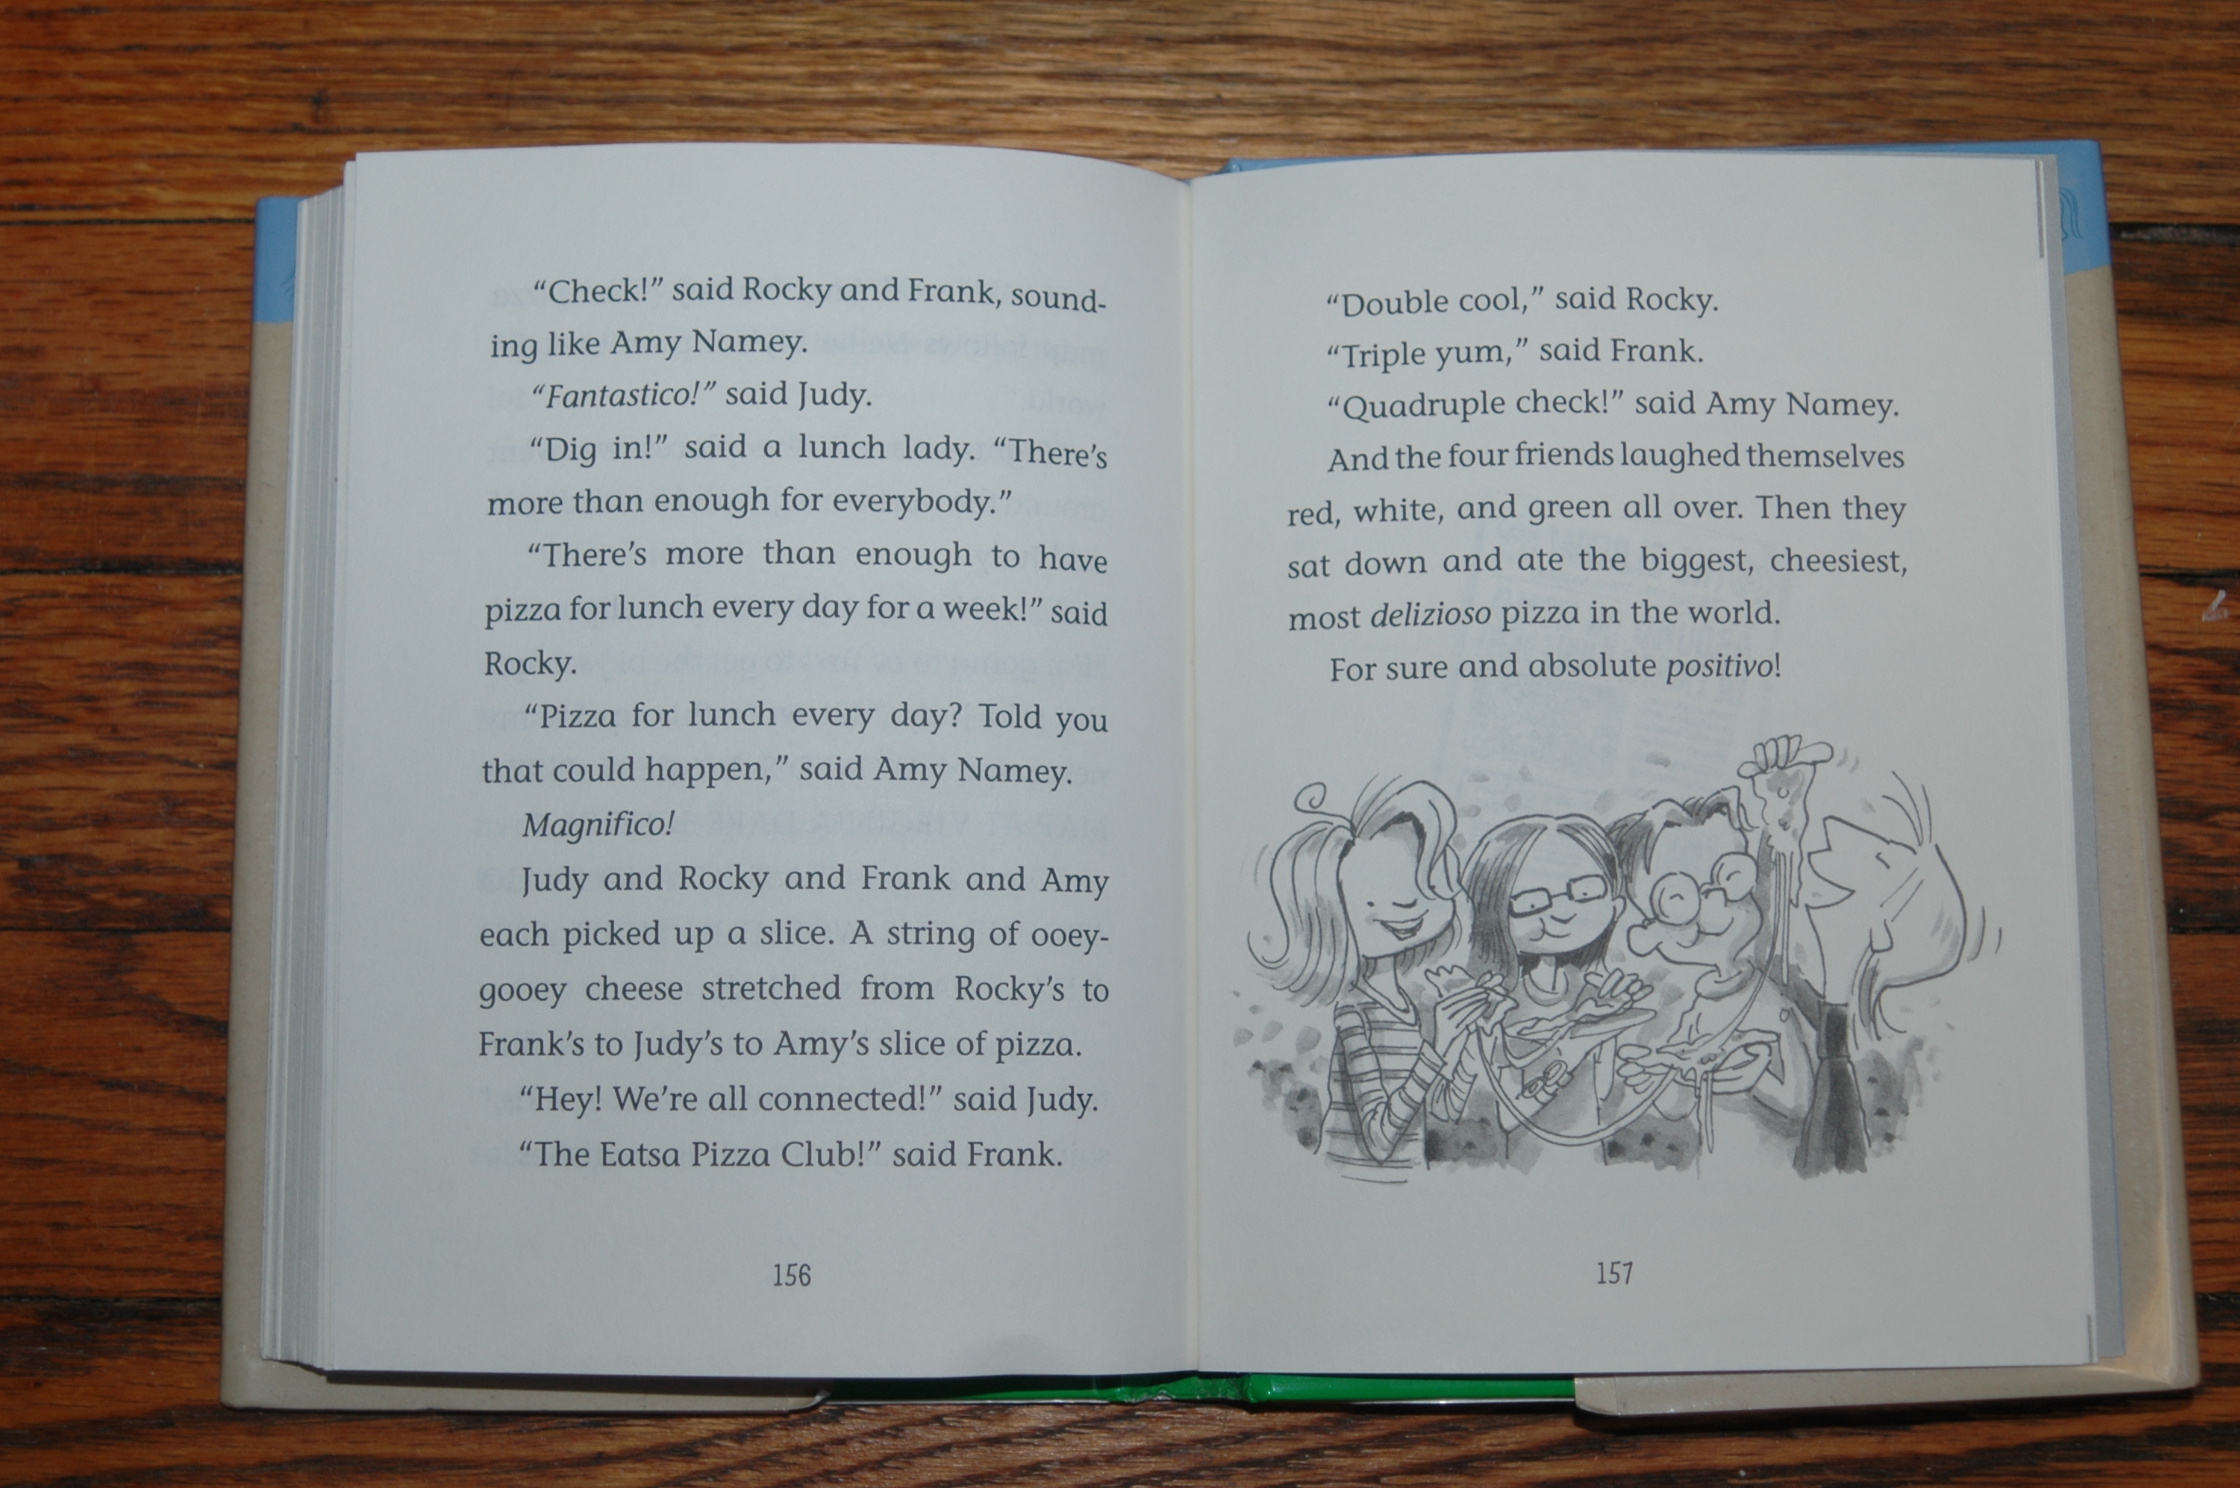 “Check!” said Rocky and Frank, sound-
ing like Amy Namey.
“Fantastico!” said Judy.
“Dig in!” said a lunch lady. “There’s
more than enough for everybody.”
“There’s more than enough to have
pizza for lunch every day for a week!” said
Rocky.
“Pizza for lunch every day? Told you
that could happen,” said Amy Namey.
Magnifico!
Judy and Rocky and Frank and Amy
each picked up a slice. A string of ooey-
gooey cheese stretched from Rocky’s to
Frank’s to Judy’s to Amy’s slice of pizza.
“Hey! We’re all connected!” said Judy.
“The Eatsa Pizza Club!” said Frank.
156
“Double cool,” said Rocky.
“Triple yum,” said Frank.
“Quadruple check!” said Amy Namey.
And the four friends laughed themselves
red, white, and green all over. Then they
sat down and ate the biggest, cheesiest,
most delizioso pizza in the world.
For sure and absolute positivo!
157